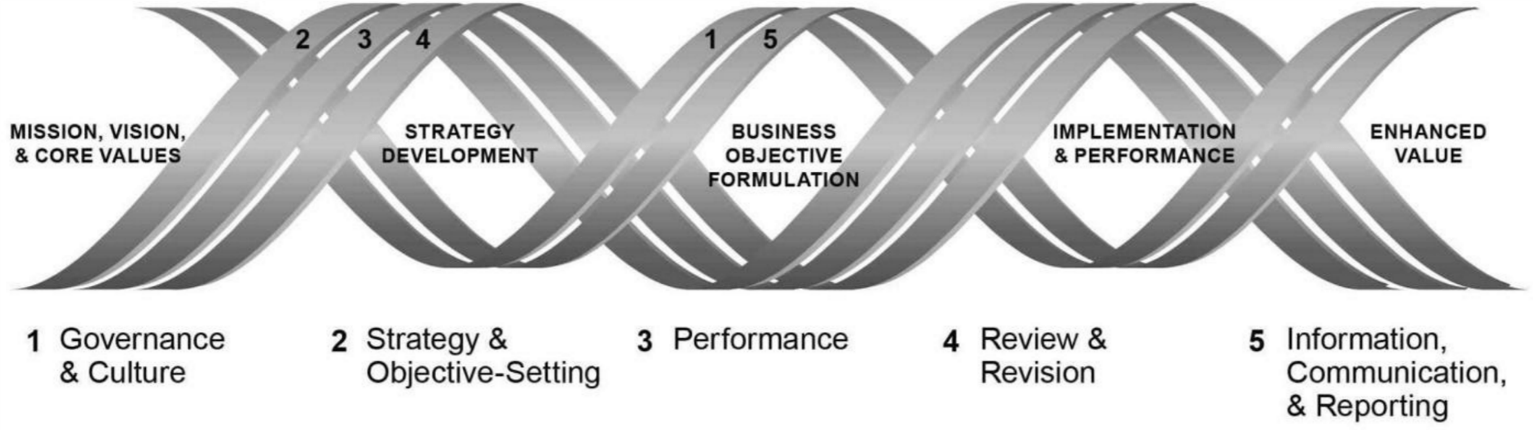 2 3 4
1 5
MISSION, VISION,
& CORE VALUES
STRATEGY
DEVELOPMENT
BUSINESS
OBJECTIVE
FORMULATION
IMPLEMENTATION
& PERFORMANCE
ENHANCED
VALUE
1 Governance
& Culture
2 Strategy &
Objective-Setting
3 Performance
4 Review &
Revision
5 Information,
Communication,
& Reporting